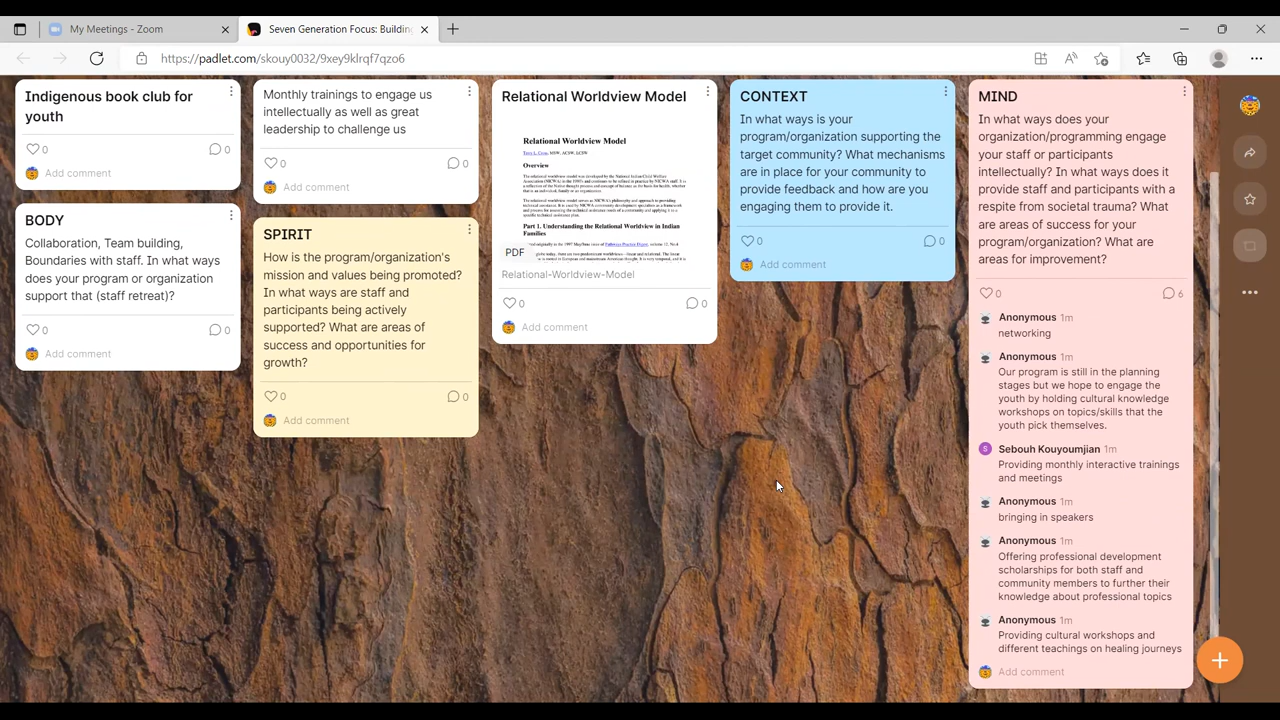 My Meetings - Zoom
Seven Generation Focus: Building
https://padlet.com/skouy0032/9xey9klrqf7qzo6
Indigenous book club for
youth
0
0
Add comment
BODY
Collaboration, Team building,
Boundaries with staff. In what ways
does your program or organization
support that (staff retreat)?
0
0
Add comment
Monthly trainings to engage us
intellectually as well as great
leadership to challenge us
0
0
Add comment
SPIRIT
How is the program/organization's
mission and values being promoted?
In what ways are staff and
participants being actively
supported? What are areas of
success and opportunities for
growth?
0
0
Add comment
Relational Worldview Model
Relational Worldview Model
Overview
Part 1. Understanding the Relational Worldview in Indian
Families
PDF
Relational-Worldview-Model
0
0
Add comment
CONTEXT
In what ways is your
program/organization supporting the
target community? What mechanisms
are in place for your community to
provide feedback and how are you
engaging them to provide it.
0
0
Add comment
MIND
In what ways does your
organization/programming engage
your staff or participants
intellectually? In what ways does it
provide staff and participants with a
respite from societal trauma? What
are areas of success for your
program/organization? What are
areas for improvement?
0
6
Anonymous 1m
networking
Anonymous 1m
Our program is still in the planning
stages but we hope to engage the
youth by holding cultural knowledge
workshops on topics/skills that the
youth pick themselves.
S
Sebouh Kouyoumjian 1m
Providing monthly interactive trainings
and meetings
Anonymous 1m
bringing in speakers
Anonymous 1m
Offering professional development
scholarships for both staff and
community members to further their
knowledge about professional topics
Anonymous 1m
Providing cultural workshops and
different teachings on healing journeys
Add comment